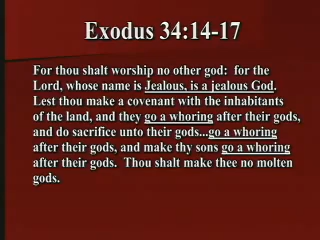 Exodus 34:14-17
For thou shalt worship no other god:  for the
Lord, whose name is Jealous, is a jealous God.
Lest thou make a covenant with the inhabitants
of the land, and they go a whoring after their gods,
and do sacrifice unto their gods...go a whoring
after their gods, and make thy sons go a whoring
after their gods.  Thou shalt make thee no molten
gods.